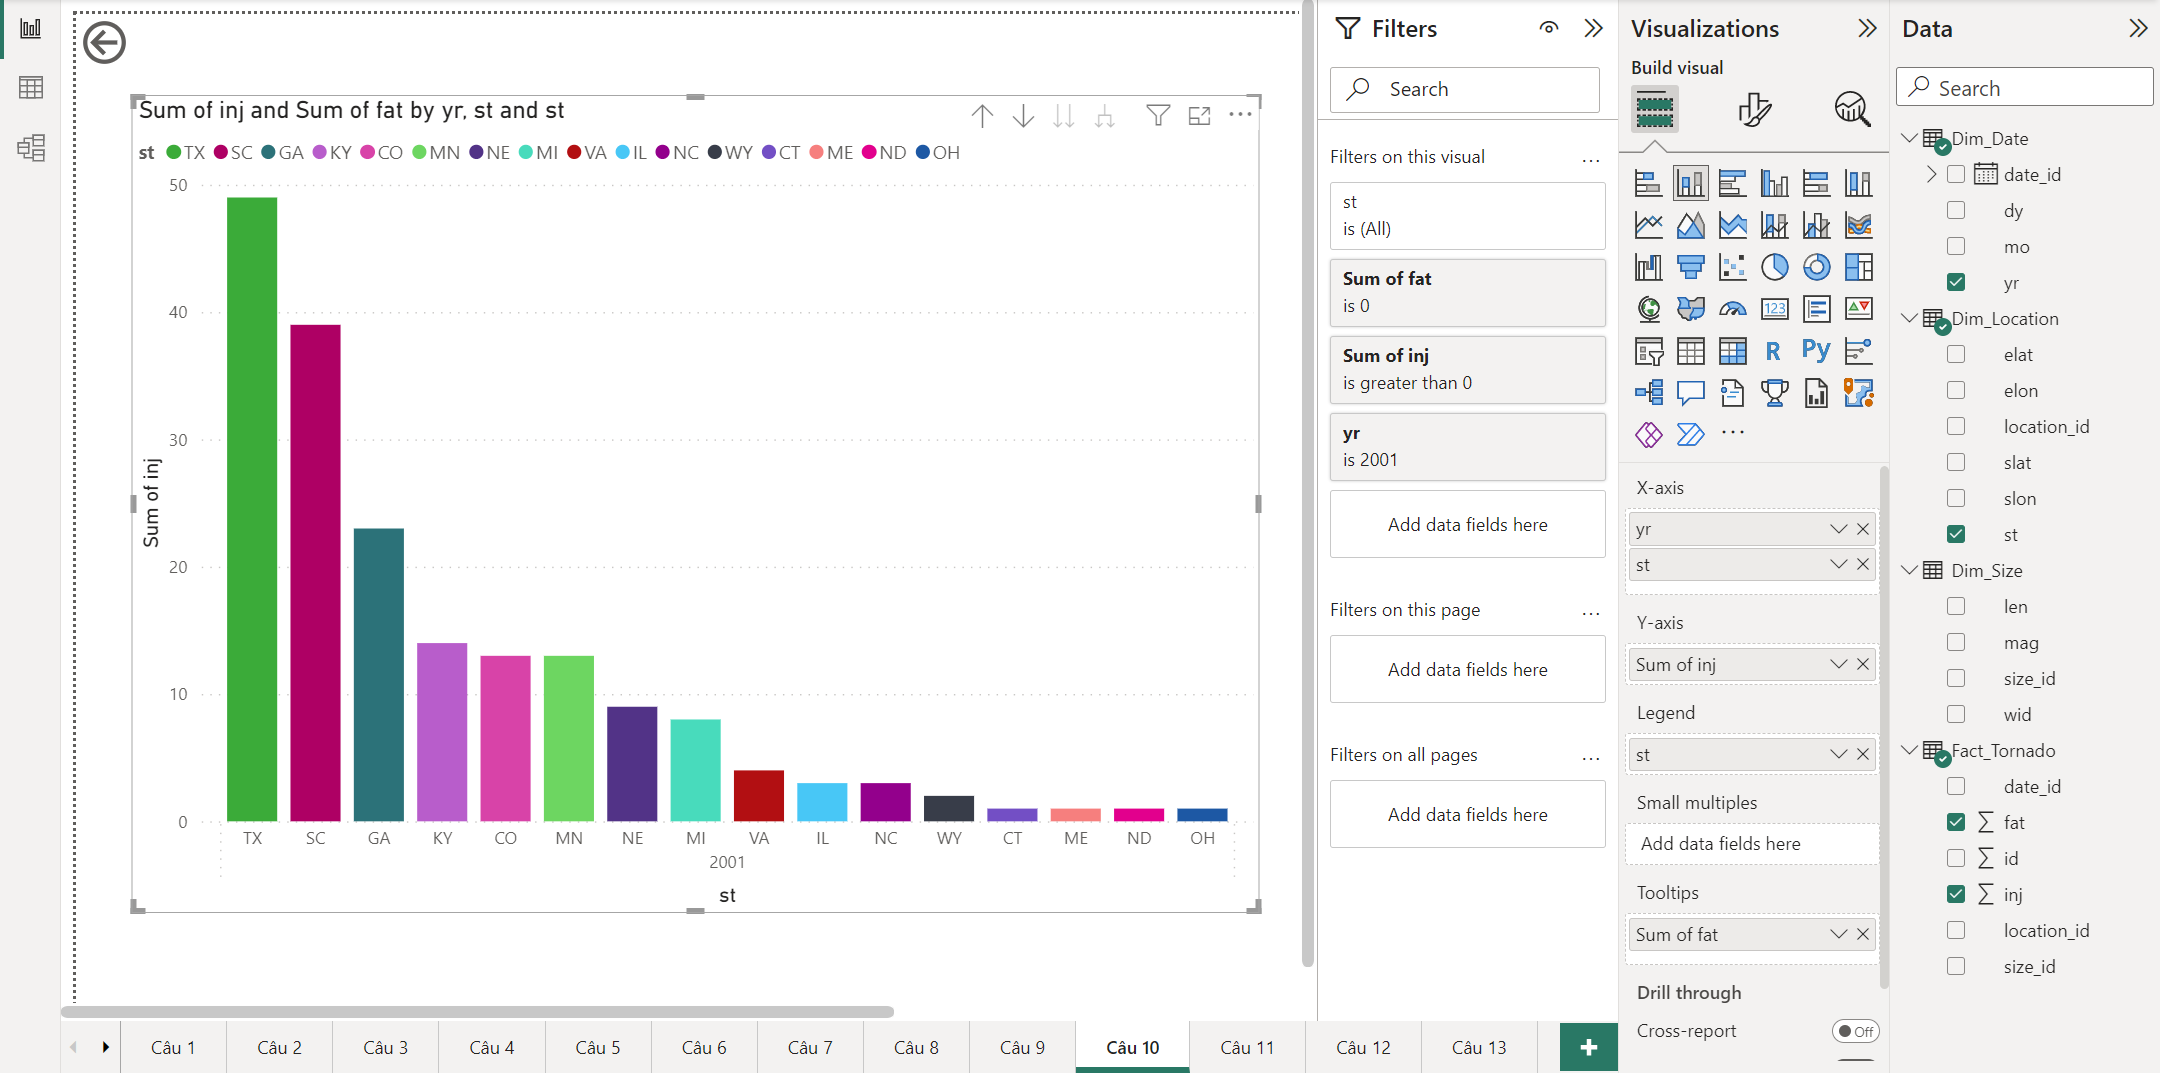 Sum of inj and Sum of fat by yr, st and st
st TX SC GA KY CO MN NE MI VA IL NC WY CT ME ND OH
50
40
30
20
10
0
Sum of inj
TX SC GA KY CO MN NE MI VA IL NC WY CT ME ND OH
2001
st
Câu 1 Câu 2 Câu 3 Câu 4 Câu 5 Câu 6 Câu 7 Câu 8 Câu 9 Câu 10 Câu 11 Câu 12 Câu 13 +
Filters
Search
Filters on this visual ...
st
is (All)
Sum of fat
is 0
Sum of inj
is greater than 0
yr
is 2001
Add data fields here
Filters on this page ...
Add data fields here
Filters on all pages ...
Add data fields here
Visualizations
Build visual
123
R Py
...
X-axis
yr
st
Y-axis
Sum of inj
Legend
st
Small multiples
Add data fields here
Tooltips
Sum of fat
Drill through
Cross-report Off
Data
Search
Dim_Date
date_id
dy
mo
yr
Dim_Location
elat
elon
location_id
slat
slon
st
Dim_Size
len
mag
size_id
wid
Fact_Tornado
date_id
∑ fat
∑ id
∑ inj
location_id
size_id